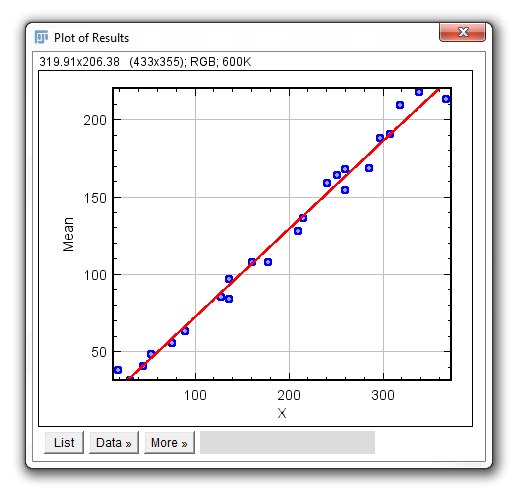 Plot of Results
319.91x206.38 (433x355); RGB; 600K
200
150
100
50
Mean
100 200 300
X
List Data » More »